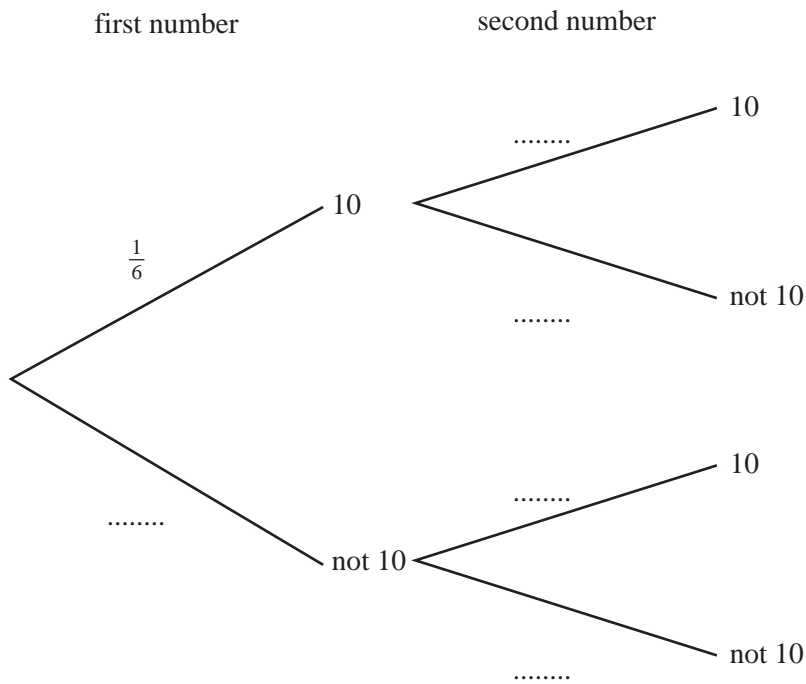 first number second number
10
........
10
1/6
not 10
........
10
........
........
not 10
not 10
........